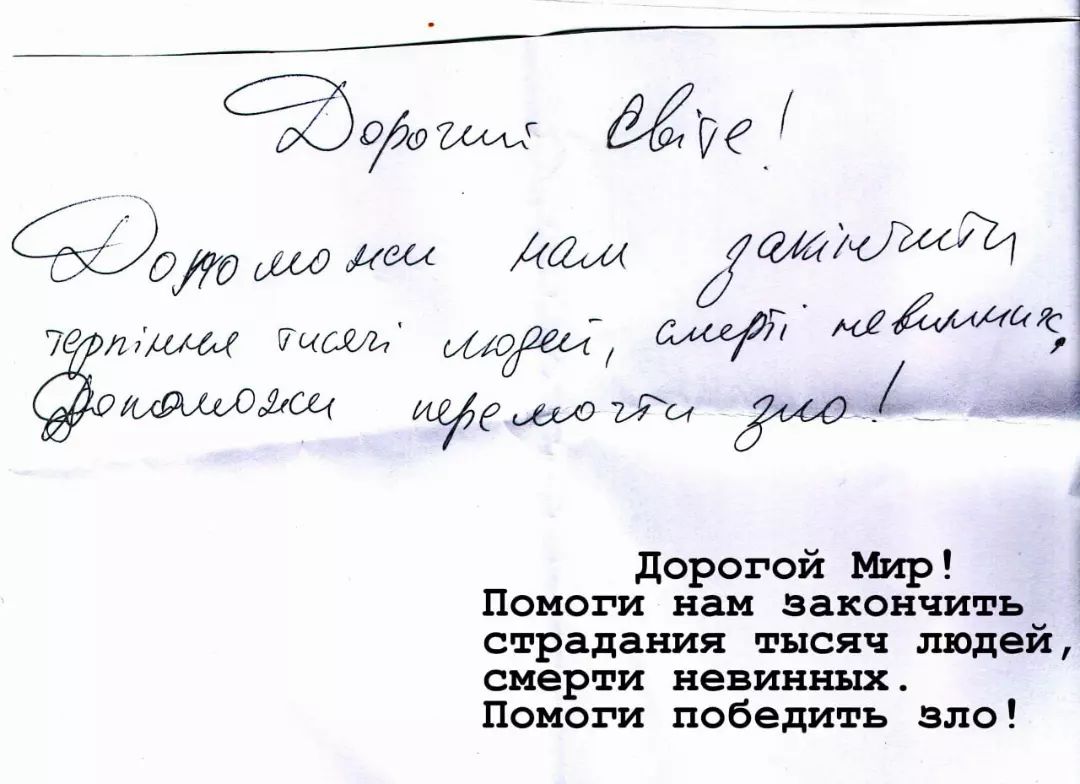 Дорогий Світе!
Допоможи нам закінчити
терпіння тисячі людей, смерті невинних,
Допоможи перемогти зло!
Дорогой Мир!
Помоги нам закончить
страдания тысяч людей,
смерти невинных.
Помоги победить зло!